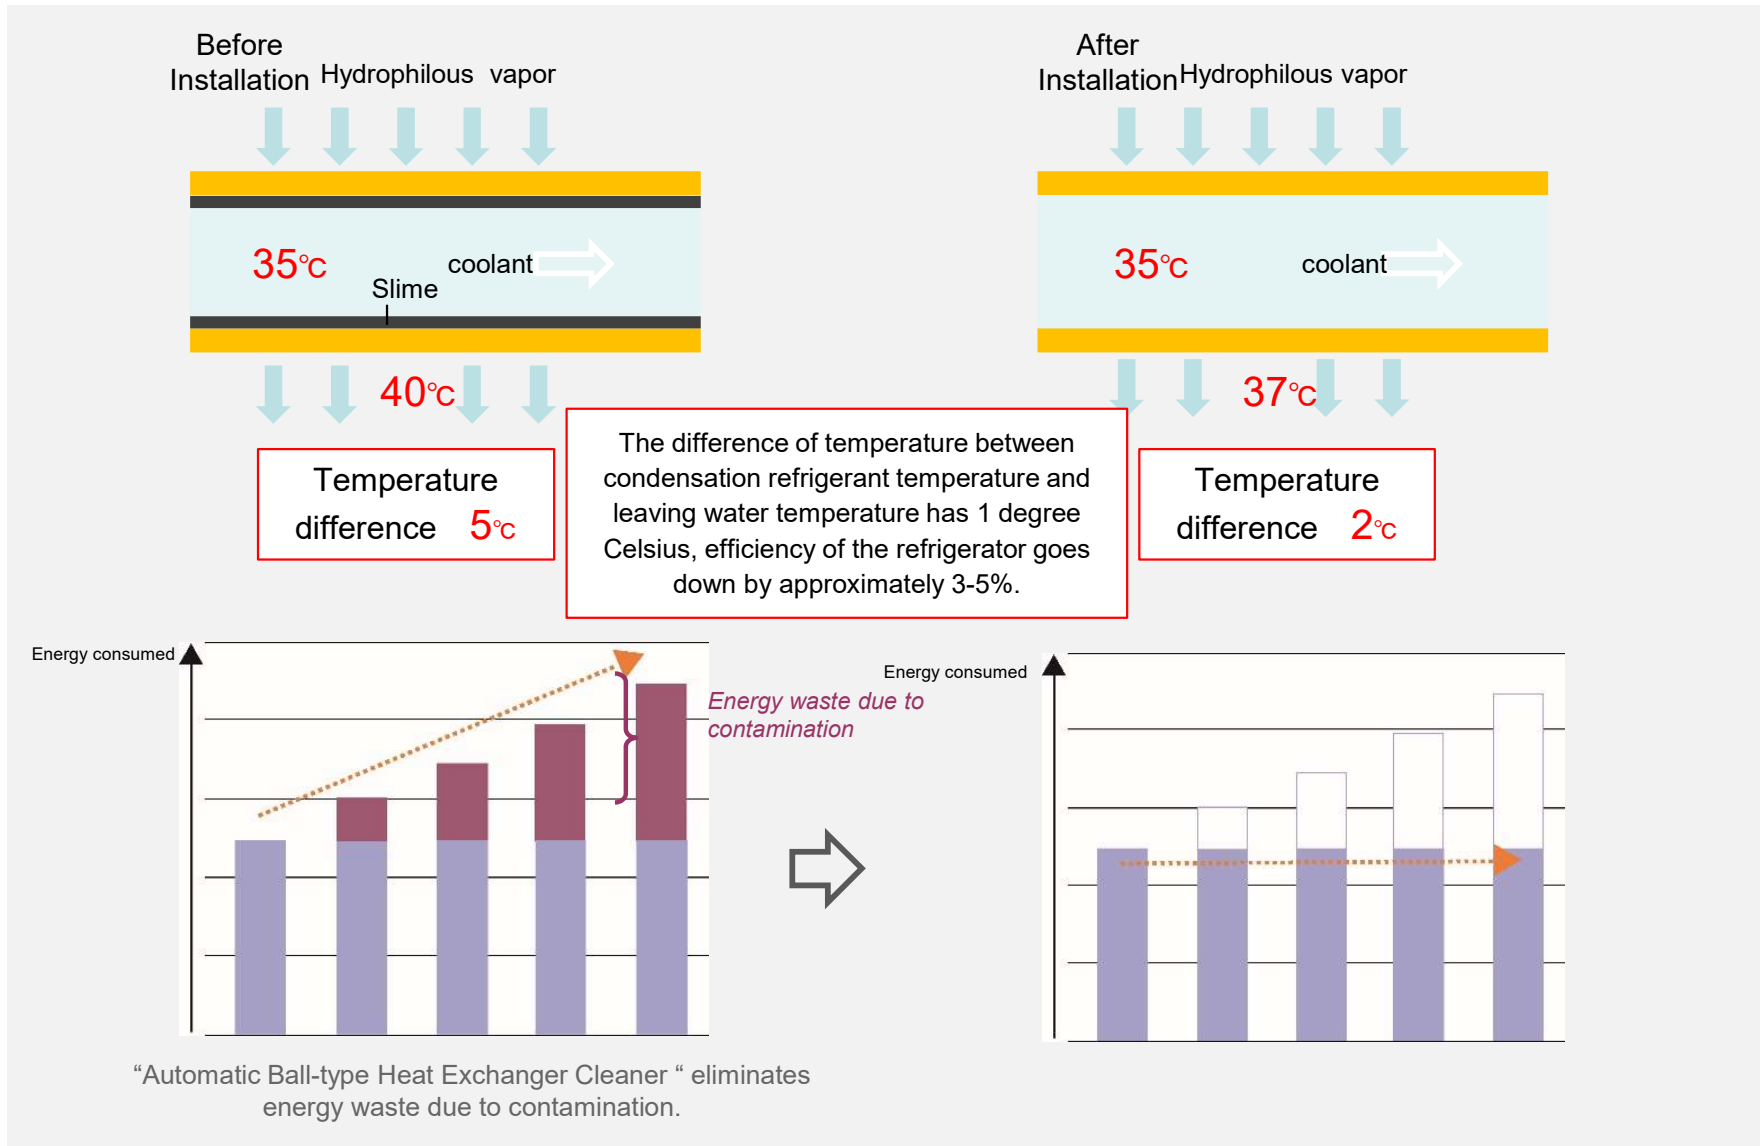 Before
Installation
Hydrophilous vapor
35℃
coolant
Slime
40℃
Temperature
difference 5℃
After
Installation
Hydrophilous vapor
35℃
coolant
37℃
Temperature
difference 2℃
The difference of temperature between
condensation refrigerant temperature and
leaving water temperature has 1 degree
Celsius, efficiency of the refrigerator goes
down by approximately 3-5%.
Energy consumed
Energy waste due to
contamination
Energy consumed
“Automatic Ball-type Heat Exchanger Cleaner “ eliminates
energy waste due to contamination.